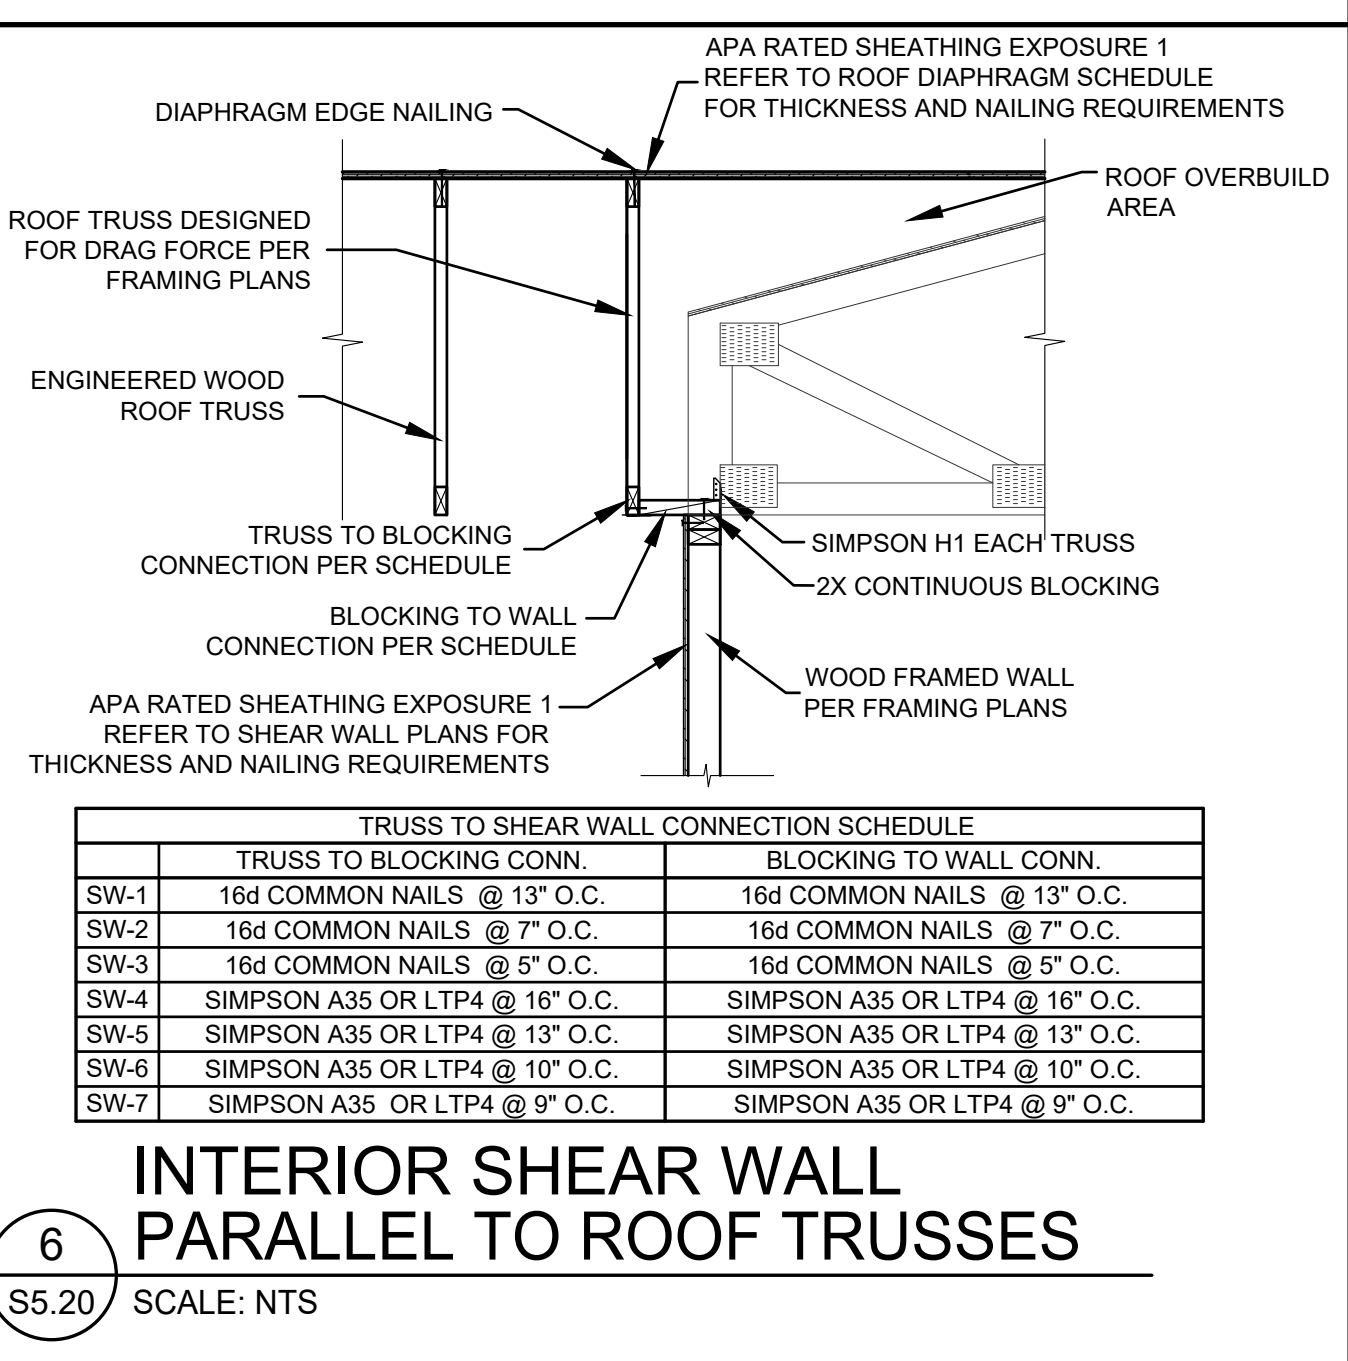 APA RATED SHEATHING EXPOSURE 1
REFER TO ROOF DIAPHRAGM SCHEDULE
FOR THICKNESS AND NAILING REQUIREMENTS
DIAPHRAGM EDGE NAILING
ROOF OVERBUILD
AREA
ROOF TRUSS DESIGNED
FOR DRAG FORCE PER
FRAMING PLANS
ENGINEERED WOOD
ROOF TRUSS
TRUSS TO BLOCKING
CONNECTION PER SCHEDULE
SIMPSON H1 EACH TRUSS
2X CONTINUOUS BLOCKING
BLOCKING TO WALL
CONNECTION PER SCHEDULE
WOOD FRAMED WALL
PER FRAMING PLANS
APA RATED SHEATHING EXPOSURE 1
REFER TO SHEAR WALL PLANS FOR
THICKNESS AND NAILING REQUIREMENTS
TRUSS TO SHEAR WALL CONNECTION SCHEDULE
TRUSS TO BLOCKING CONN. BLOCKING TO WALL CONN.
SW-1 16d COMMON NAILS @ 13" O.C. 16d COMMON NAILS @ 13" O.C.
SW-2 16d COMMON NAILS @ 7" O.C. 16d COMMON NAILS @ 7" O.C.
SW-3 16d COMMON NAILS @ 5" O.C. 16d COMMON NAILS @ 5" O.C.
SW-4 SIMPSON A35 OR LTP4 @ 16" O.C. SIMPSON A35 OR LTP4 @ 16" O.C.
SW-5 SIMPSON A35 OR LTP4 @ 13" O.C. SIMPSON A35 OR LTP4 @ 13" O.C.
SW-6 SIMPSON A35 OR LTP4 @ 10" O.C. SIMPSON A35 OR LTP4 @ 10" O.C.
SW-7 SIMPSON A35 OR LTP4 @ 9" O.C. SIMPSON A35 OR LTP4 @ 9" O.C.
INTERIOR SHEAR WALL
PARALLEL TO ROOF TRUSSES
6
S5.20
SCALE: NTS